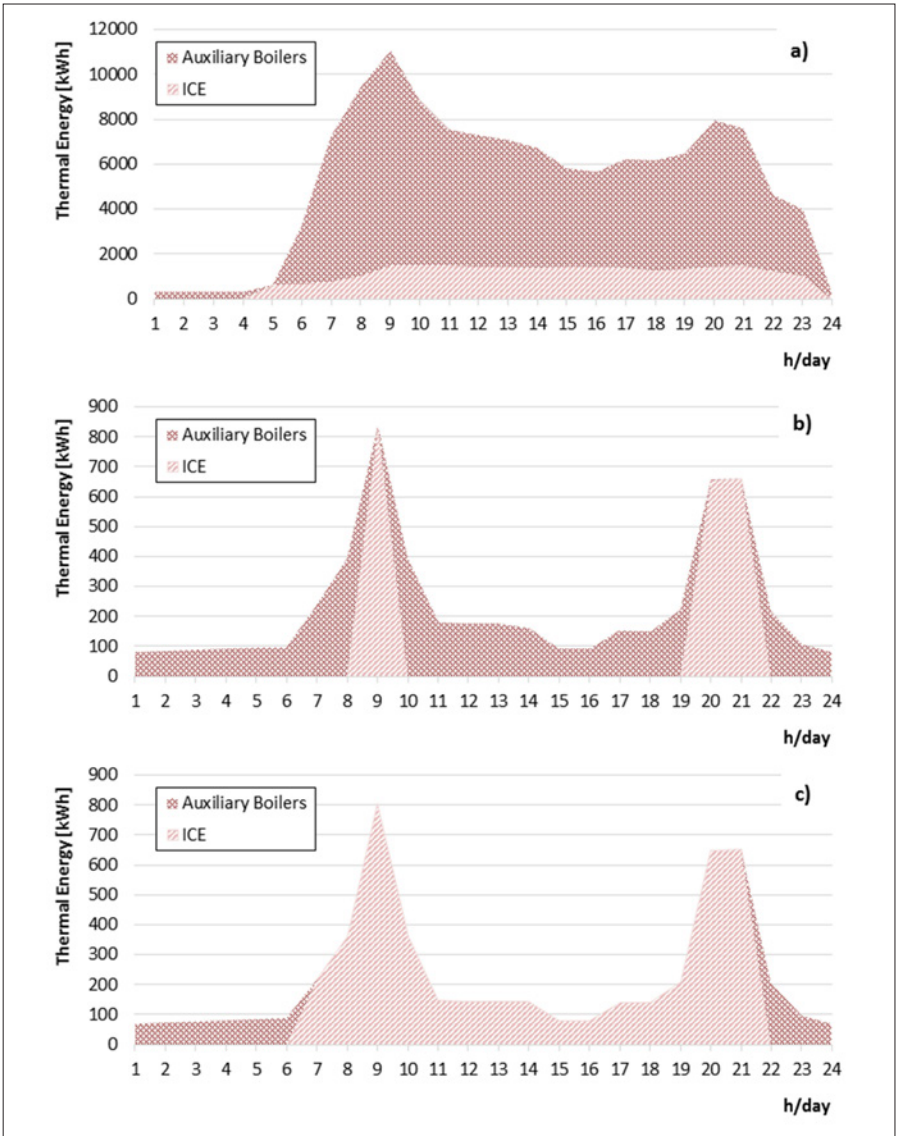 a)
Thermal Energy [kWh]
12000
10000
8000
6000
4000
2000
0
Auxiliary Boilers
ICE
1 2 3 4 5 6 7 8 9 10 11 12 13 14 15 16 17 18 19 20 21 22 23 24
h/day
b)
Thermal Energy [kWh]
900
800
700
600
500
400
300
200
100
0
Auxiliary Boilers
ICE
1 2 3 4 5 6 7 8 9 10 11 12 13 14 15 16 17 18 19 20 21 22 23 24
h/day
c)
Thermal Energy [kWh]
900
800
700
600
500
400
300
200
100
0
Auxiliary Boilers
ICE
1 2 3 4 5 6 7 8 9 10 11 12 13 14 15 16 17 18 19 20 21 22 23 24
h/day